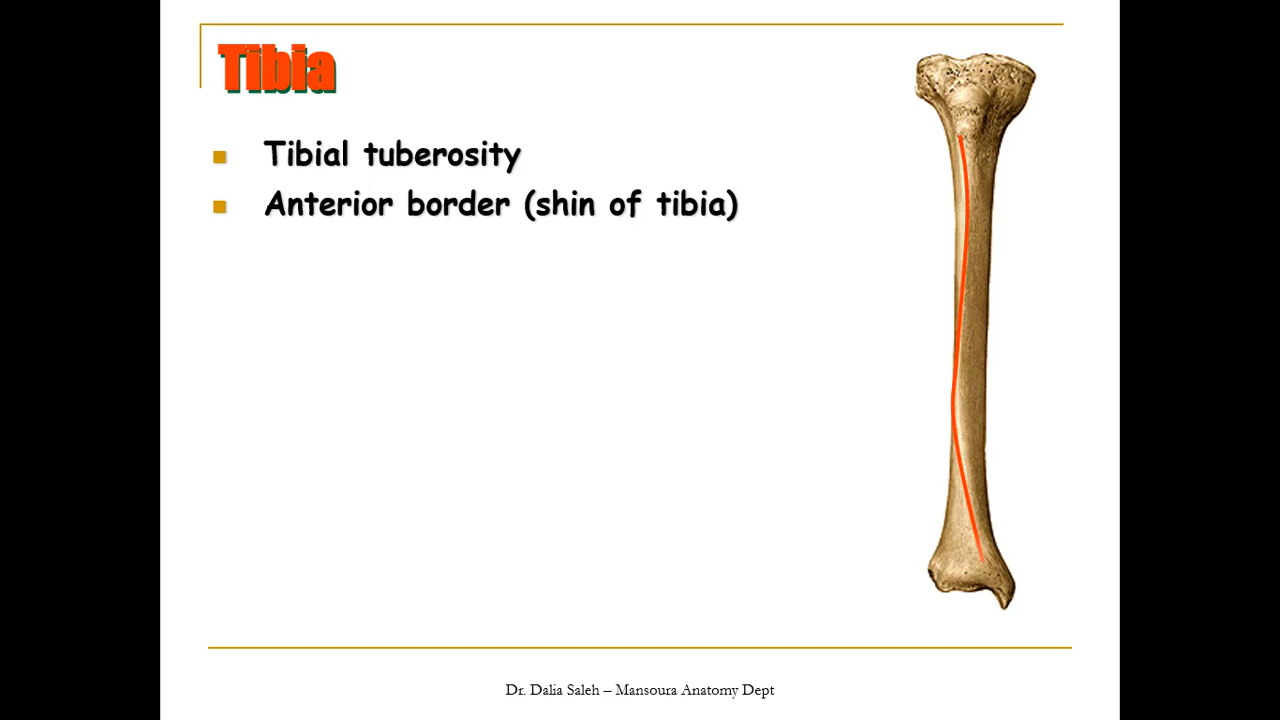 Tibia
Tibial tuberosity
Anterior border (shin of tibia)
Dr. Dalia Saleh – Mansoura Anatomy Dept